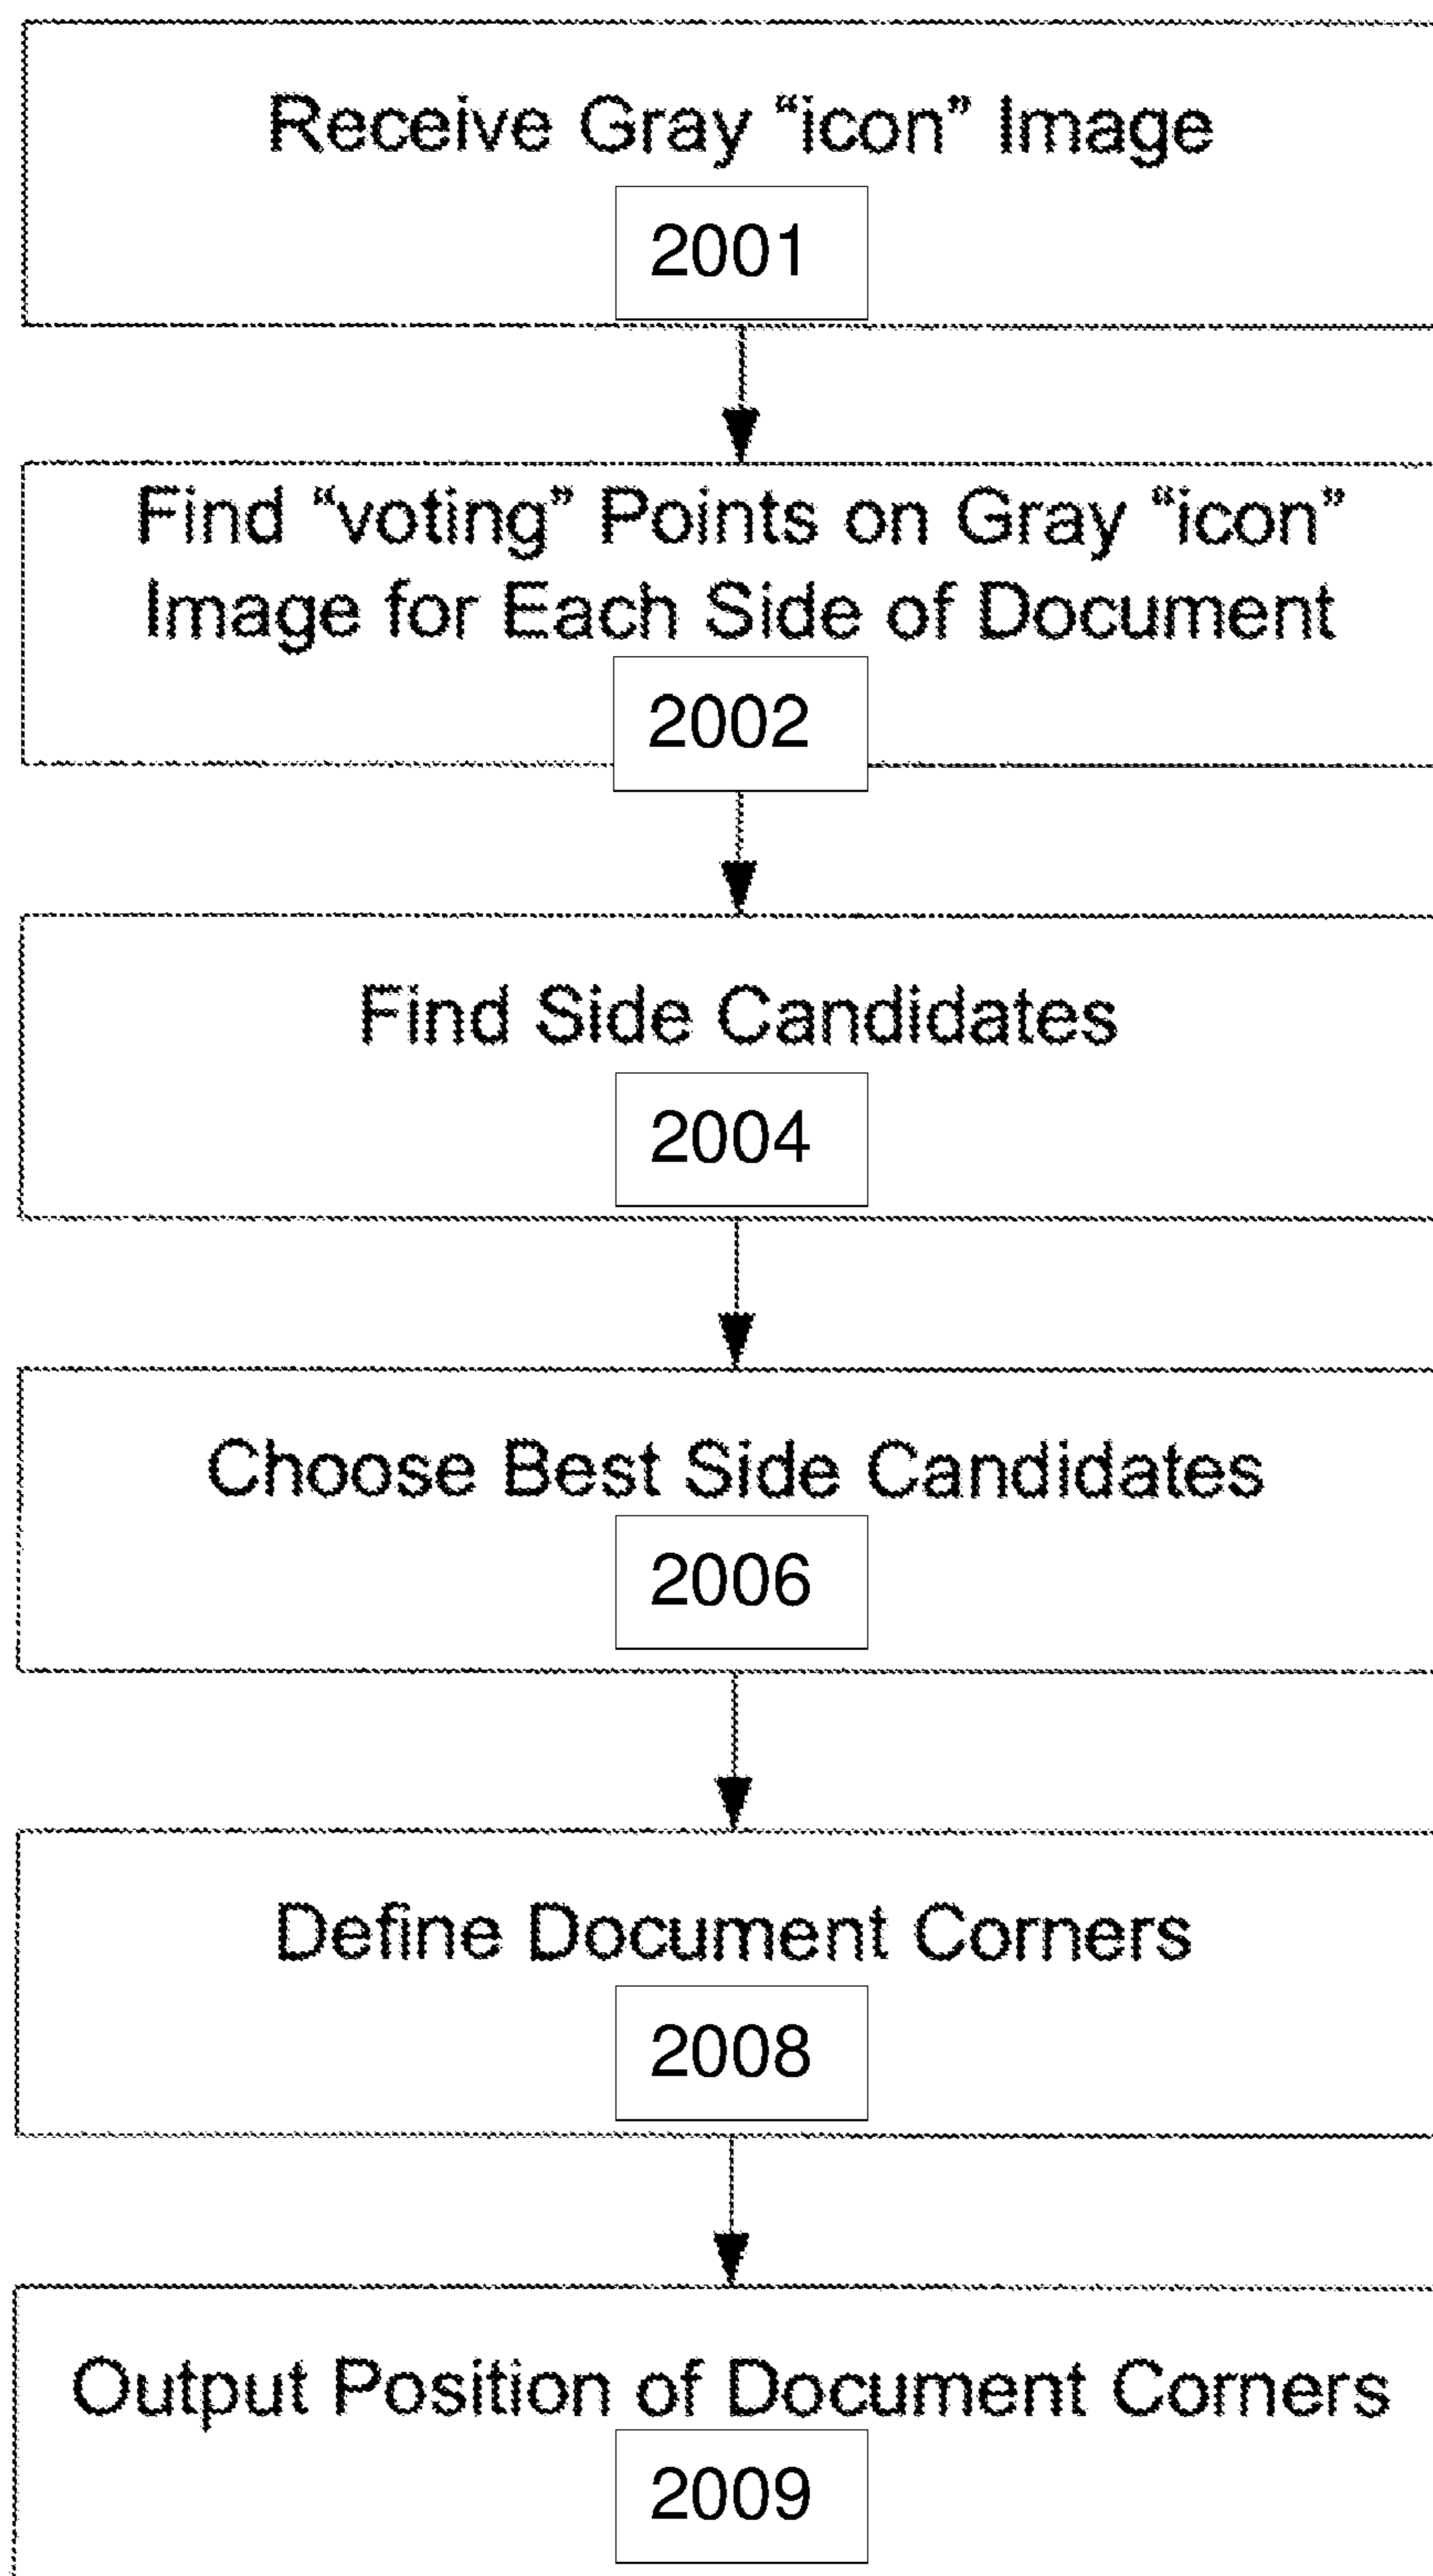 Receive Gray “icon” Image
2001
Find “voting” Points on Gray “icon”
Image for Each Side of Document
2002
Find Side Candidates
2004
Choose Best Side Candidates
2006
Define Document Corners
2008
Output Position of Document Corners
2009